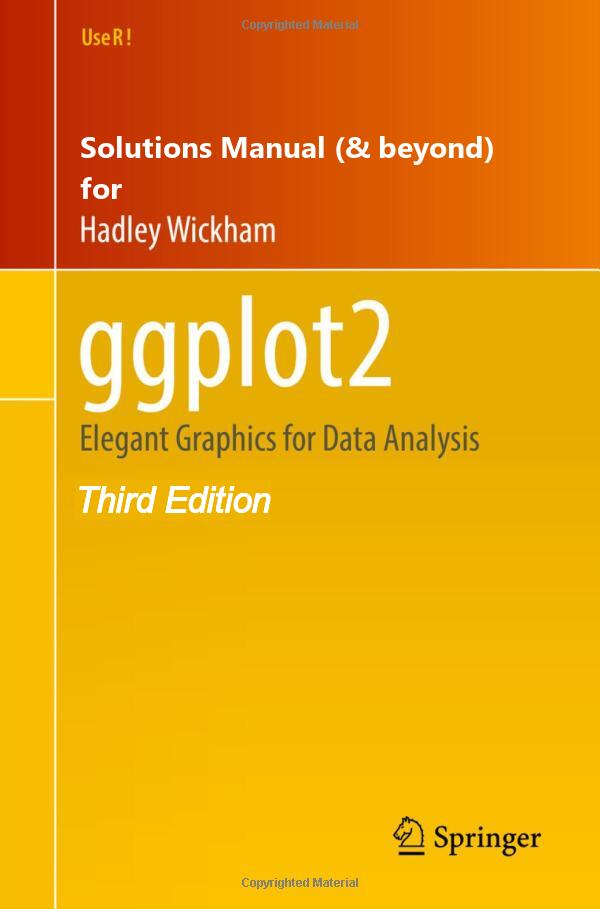 Copyrighted Material
Use R!
Solutions Manual (& beyond)
for
Hadley Wickham
ggplot2
Elegant Graphics for Data Analysis
Third Edition
Springer
Copyrighted Material